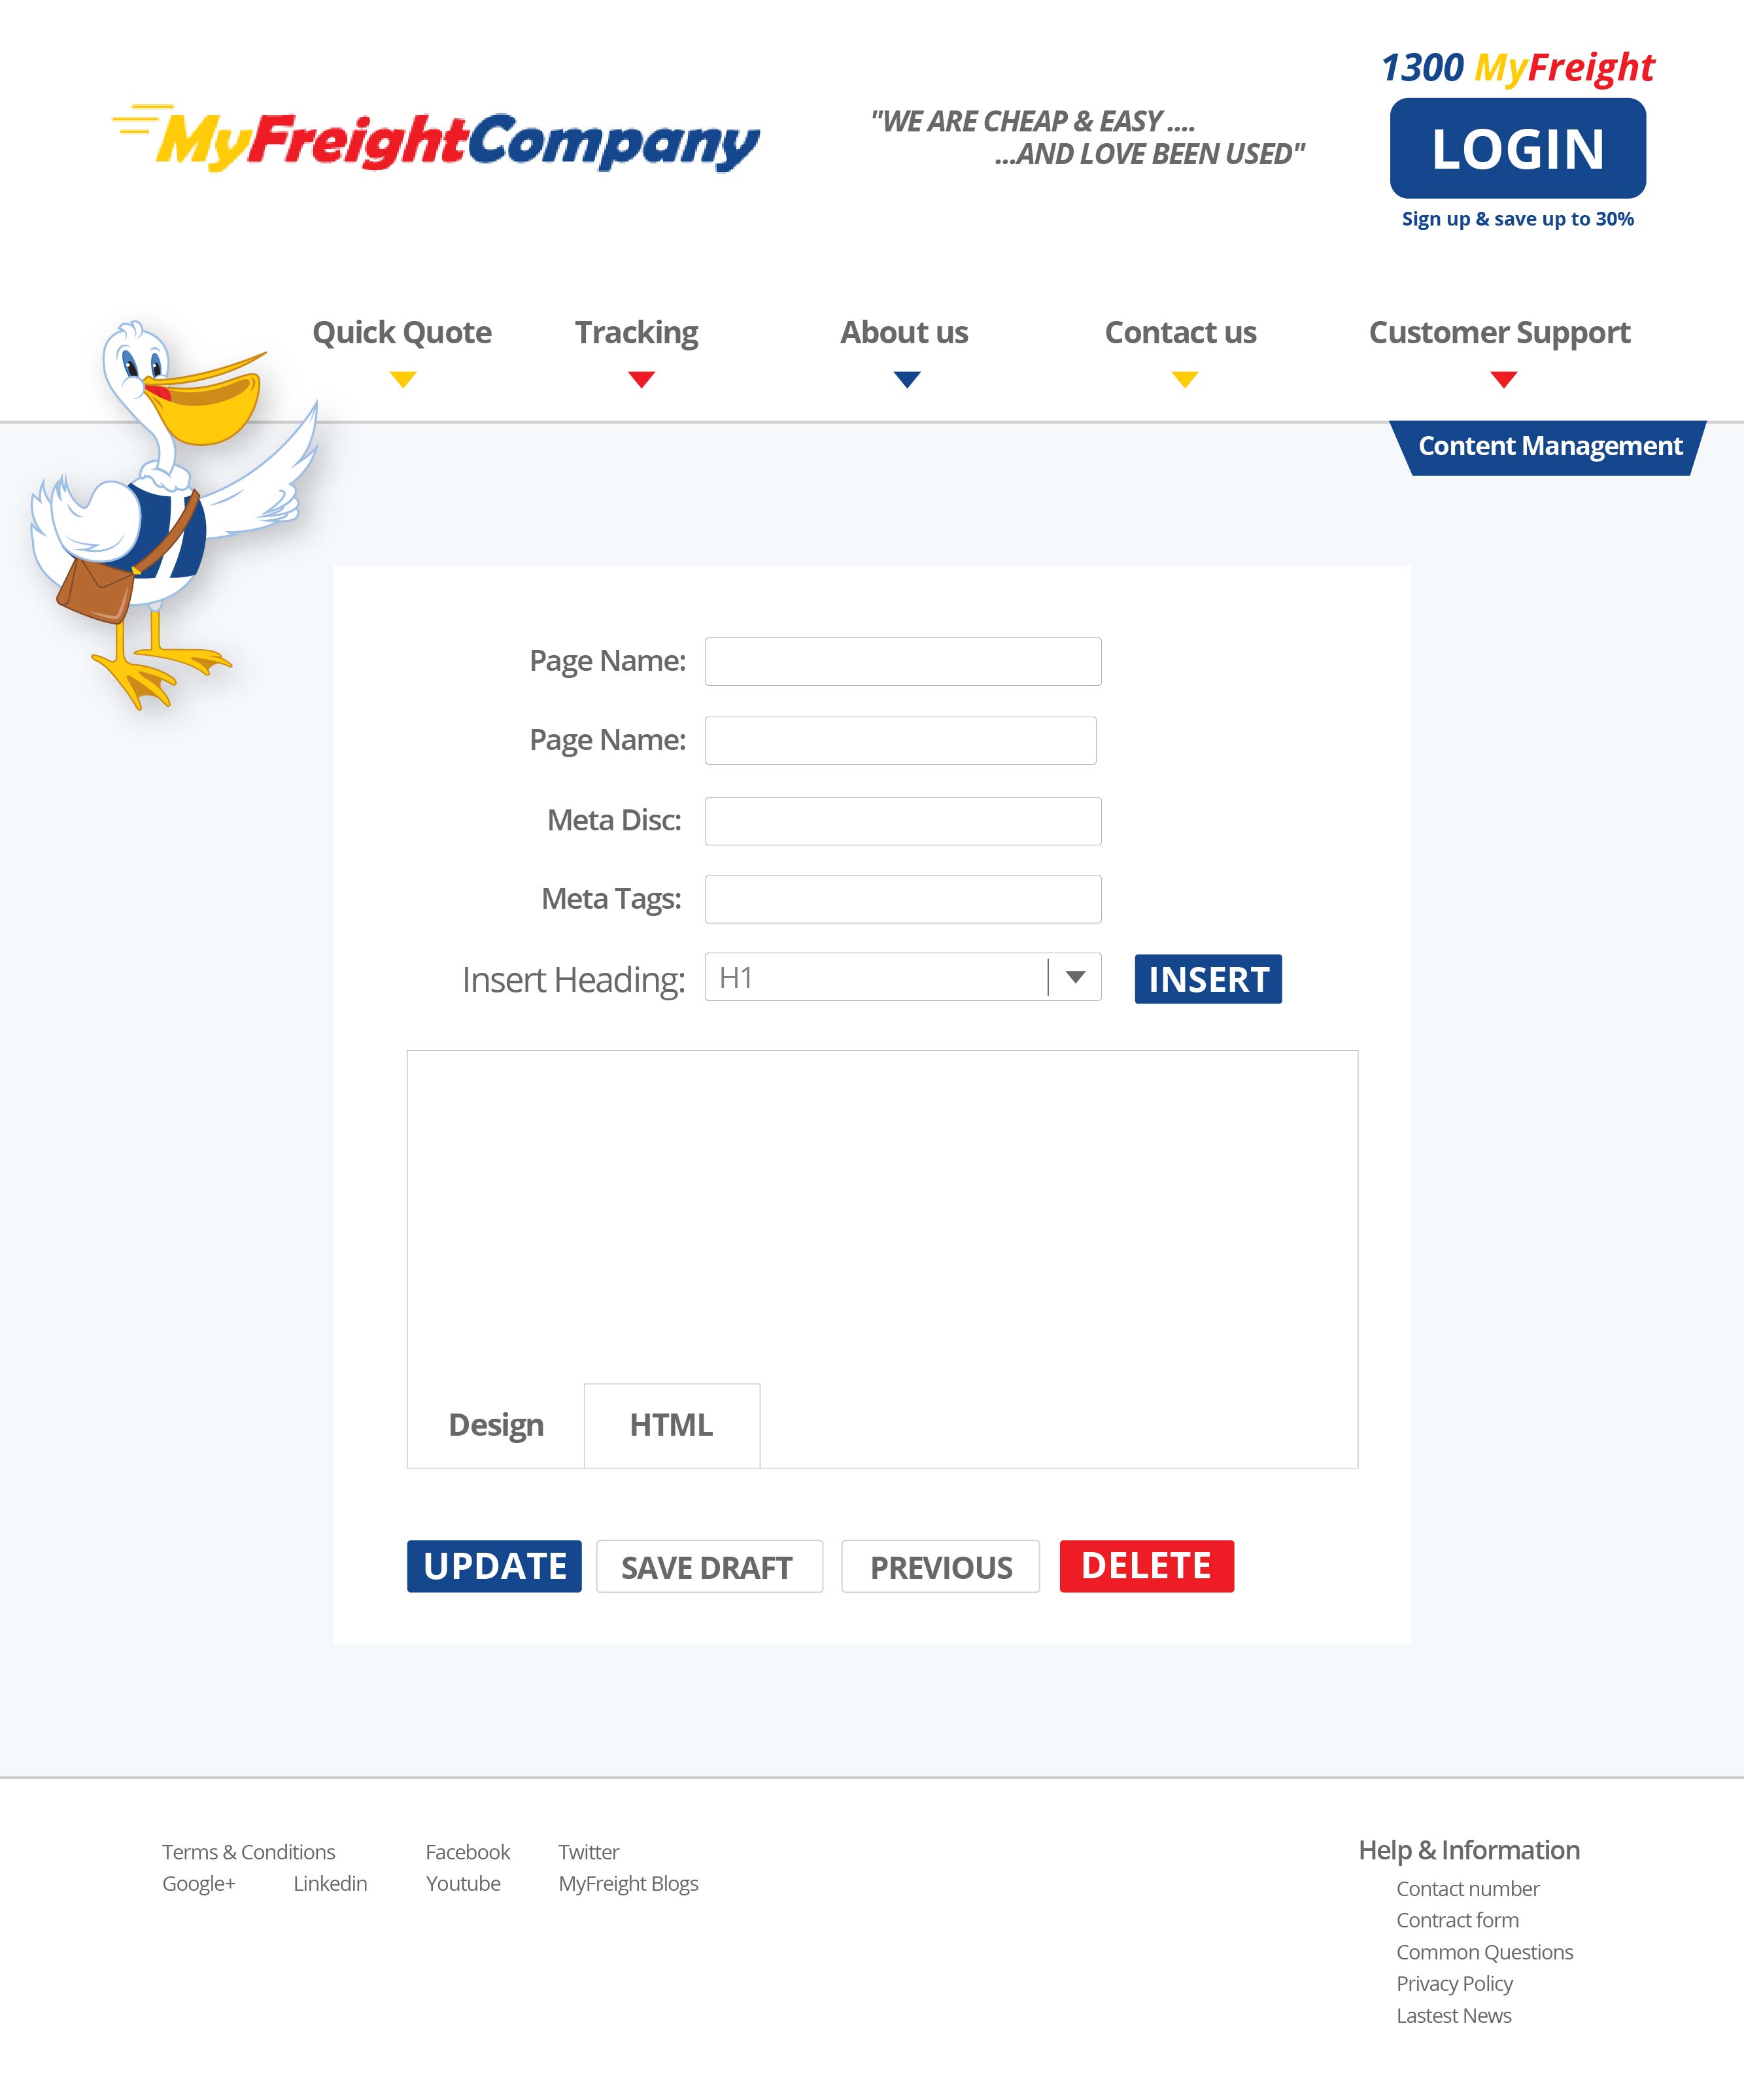 1300 MyFreight
MyFreightCompany
"WE ARE CHEAP & EASY ....
...AND LOVE BEEN USED"
LOGIN
Sign up & save up to 30%
Quick Quote
Tracking
About us
Contact us
Customer Support
Content Management
Page Name:
Page Name:
Meta Disc:
Meta Tags:
Insert Heading: H1 INSERT
Design HTML
UPDATE SAVE DRAFT PREVIOUS DELETE
Terms & Conditions Facebook Twitter
Google+ Linkedin Youtube MyFreight Blogs
Help & Information
Contact number
Contract form
Common Questions
Privacy Policy
Lastest News